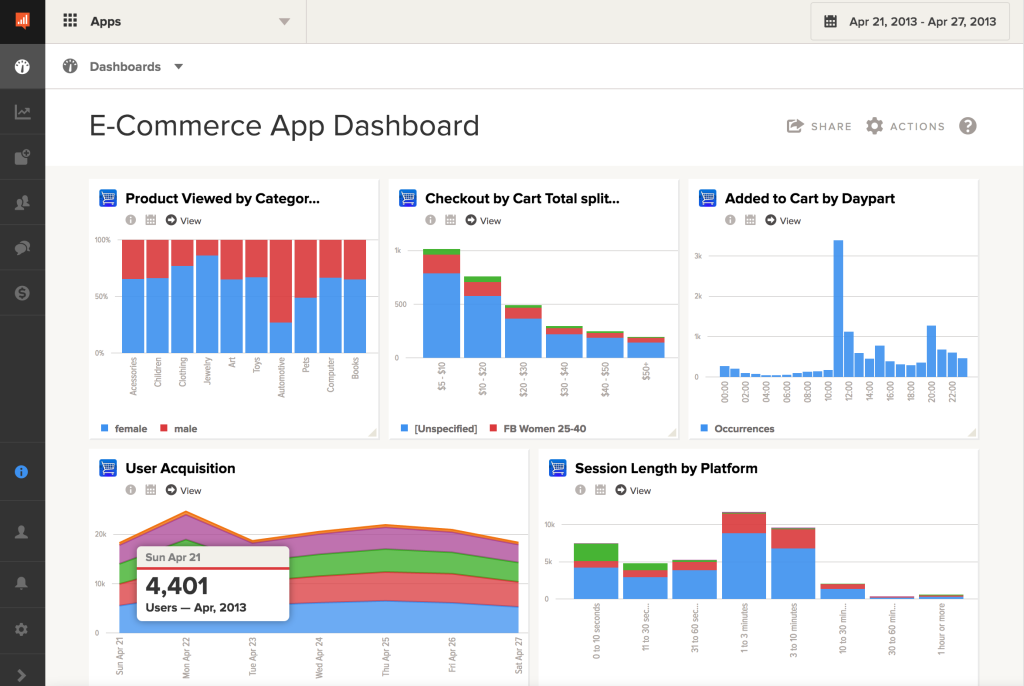 Apps
Apr 21, 2013 - Apr 27, 2013
Dashboards
E-Commerce App Dashboard
SHARE
ACTIONS
?
Product Viewed by Categor...
View
100%
50%
0%
Acessories
Children
Clothing
Jewelry
Art
Toys
Automotive
Pets
Computer
Books
female
male
Checkout by Cart Total split...
View
1k
500
0
$5 - $10
$10 - $20
$20 - $30
$30 - $40
$40 - $50
$50+
[Unspecified]
FB Women 25-40
Added to Cart by Daypart
View
3k
2k
1k
0
00:00
02:00
04:00
06:00
08:00
10:00
12:00
14:00
16:00
18:00
20:00
22:00
Occurrences
User Acquisition
View
20k
10k
0
Sun Apr 21
4,401
Users — Apr, 2013
Sun Apr 21
Mon Apr 22
Tue Apr 23
Wed Apr 24
Thu Apr 25
Fri Apr 26
Sat Apr 27
Session Length by Platform
View
10k
5k
0
0 to 10 seconds
11 to 30 sec...
31 to 60 sec...
1 to 3 minutes
3 to 10 minutes
10 to 30 min...
30 to 60 min...
1 hour or more